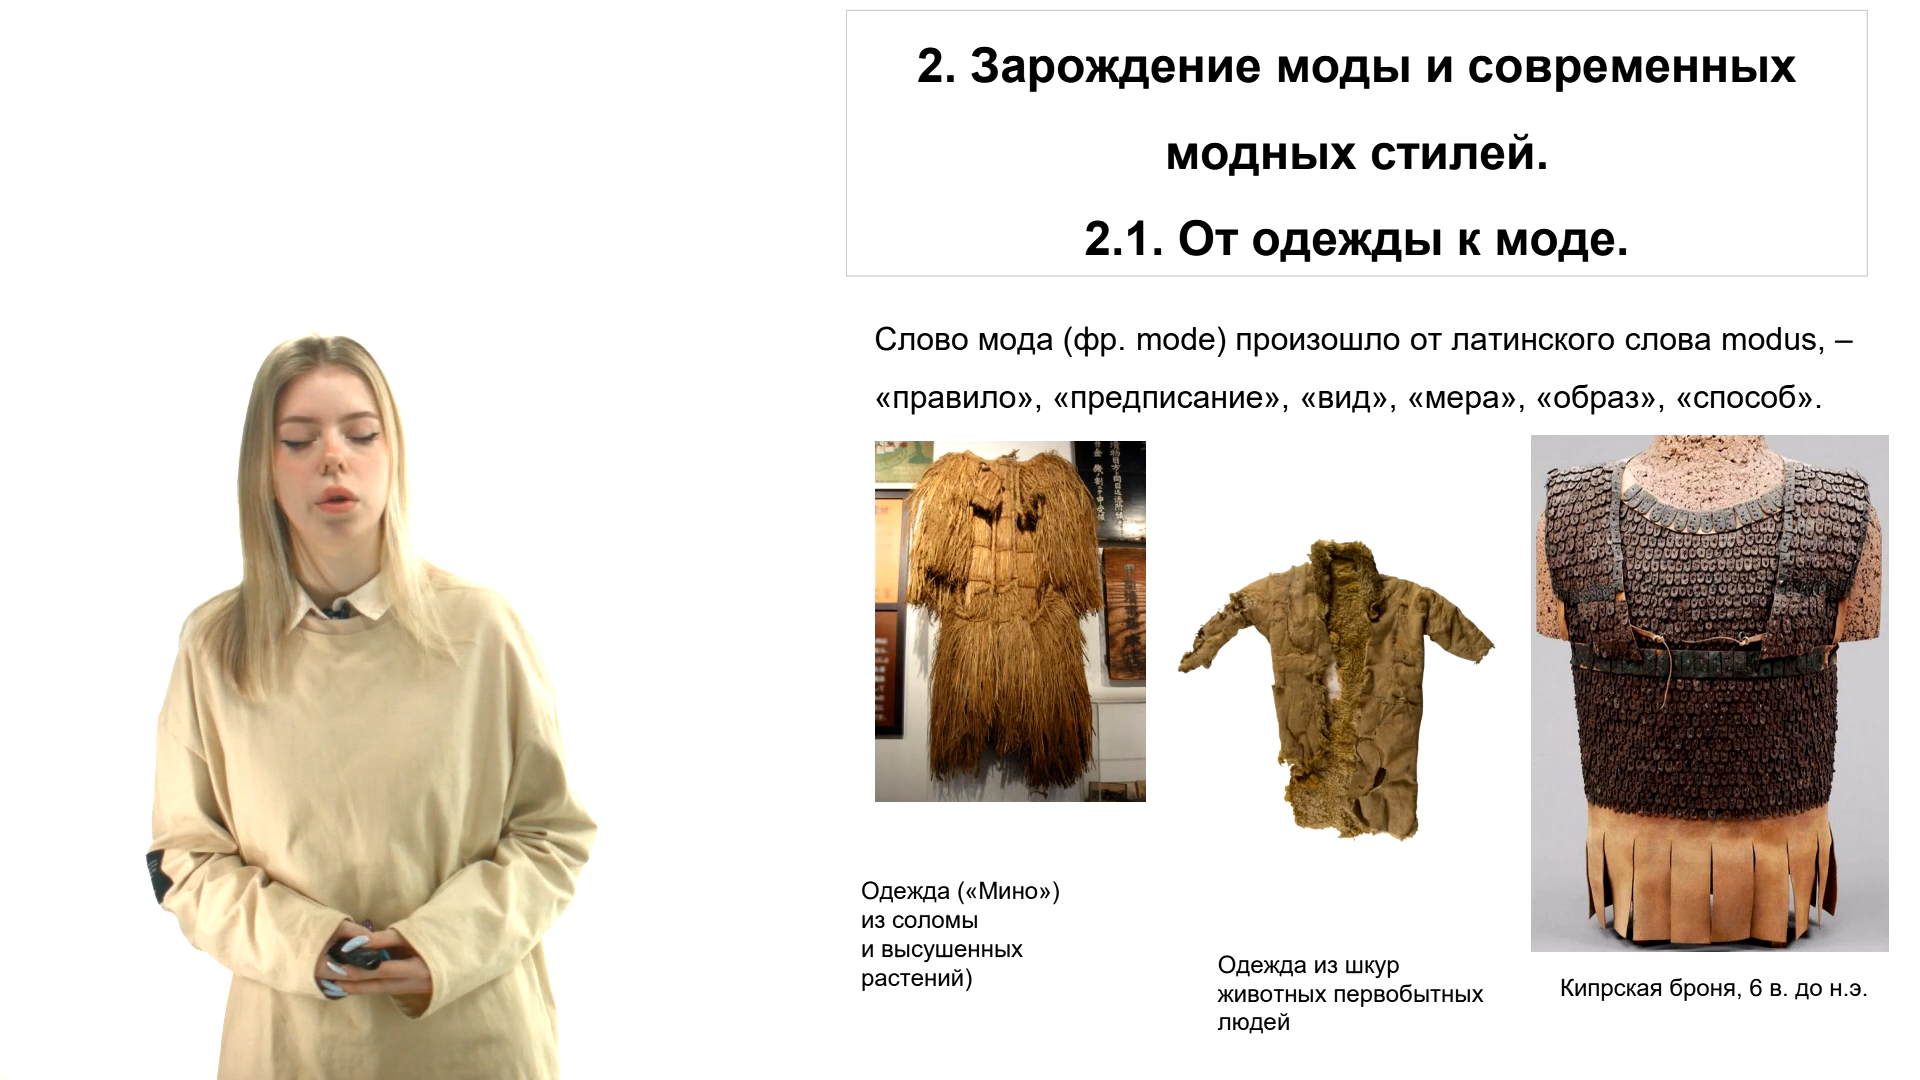 2. Зарождение моды и современных
модных стилей.
2.1. От одежды к моде.
Слово мода (фр. mode) произошло от латинского слова modus, –
«правило», «предписание», «вид», «мера», «образ», «способ».
Одежда («Мино»)
из соломы
и высушенных
растений)
Одежда из шкур
животных первобытных
людей
Кипрская броня, 6 в. до н.э.